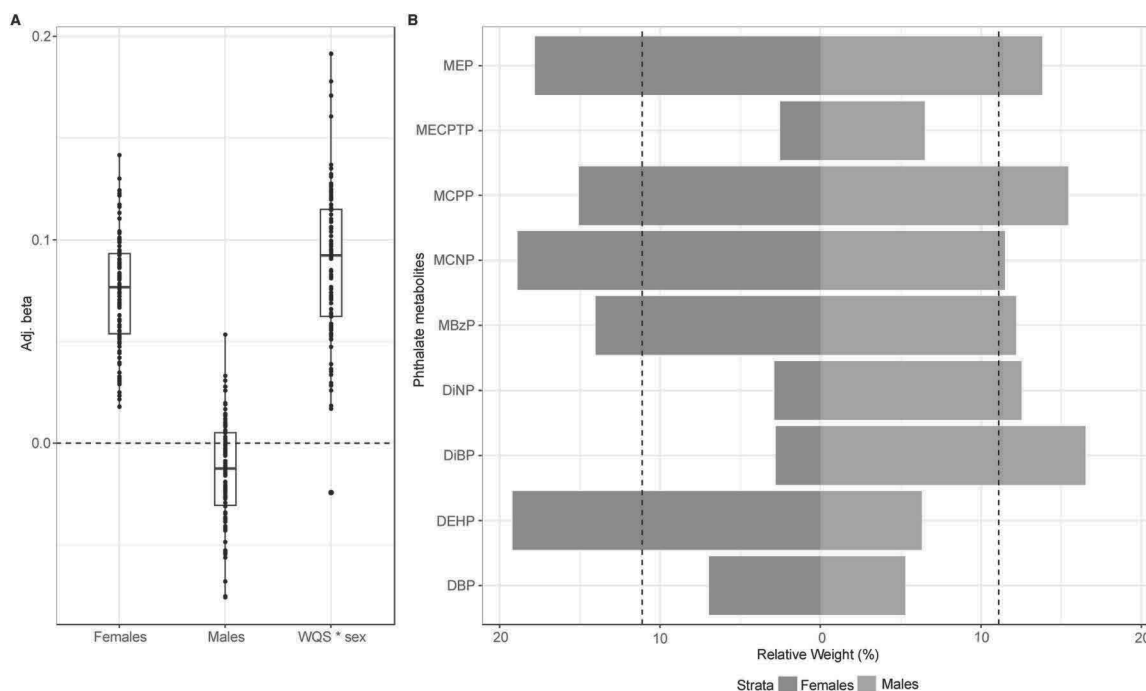 A
0.2
0.1
0.0
Adj. beta
Females
Males
WQS * sex
B
MEP
MECPTP
MCPP
MCNP
MBzP
DiNP
DiBP
DEHP
DBP
Phthalate metabolites
20
10
0
10
20
Relative Weight (%)
Strata Females Males